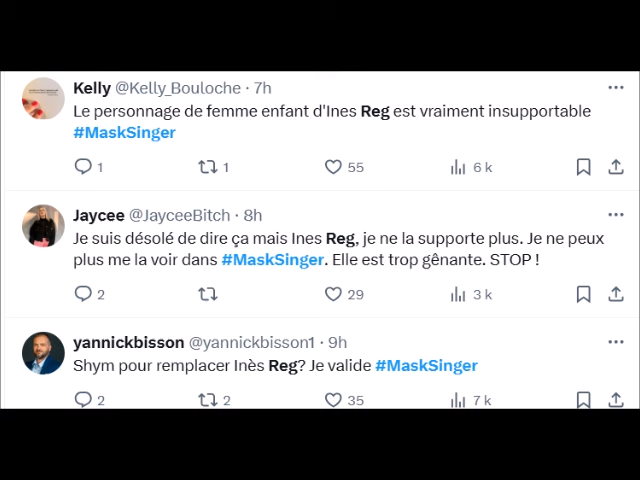 Kelly @Kelly_Bouloche · 7h
Le personnage de femme enfant d'Ines Reg est vraiment insupportable
#MaskSinger
1 1 55 6 k
Jaycee @JayceeBitch · 8h
Je suis désolé de dire ça mais Ines Reg, je ne la supporte plus. Je ne peux
plus me la voir dans #MaskSinger. Elle est trop gênante. STOP !
2 29 3 k
yannickbisson @yannickbisson1 · 9h
Shym pour remplacer Inès Reg? Je valide #MaskSinger
2 2 35 7 k